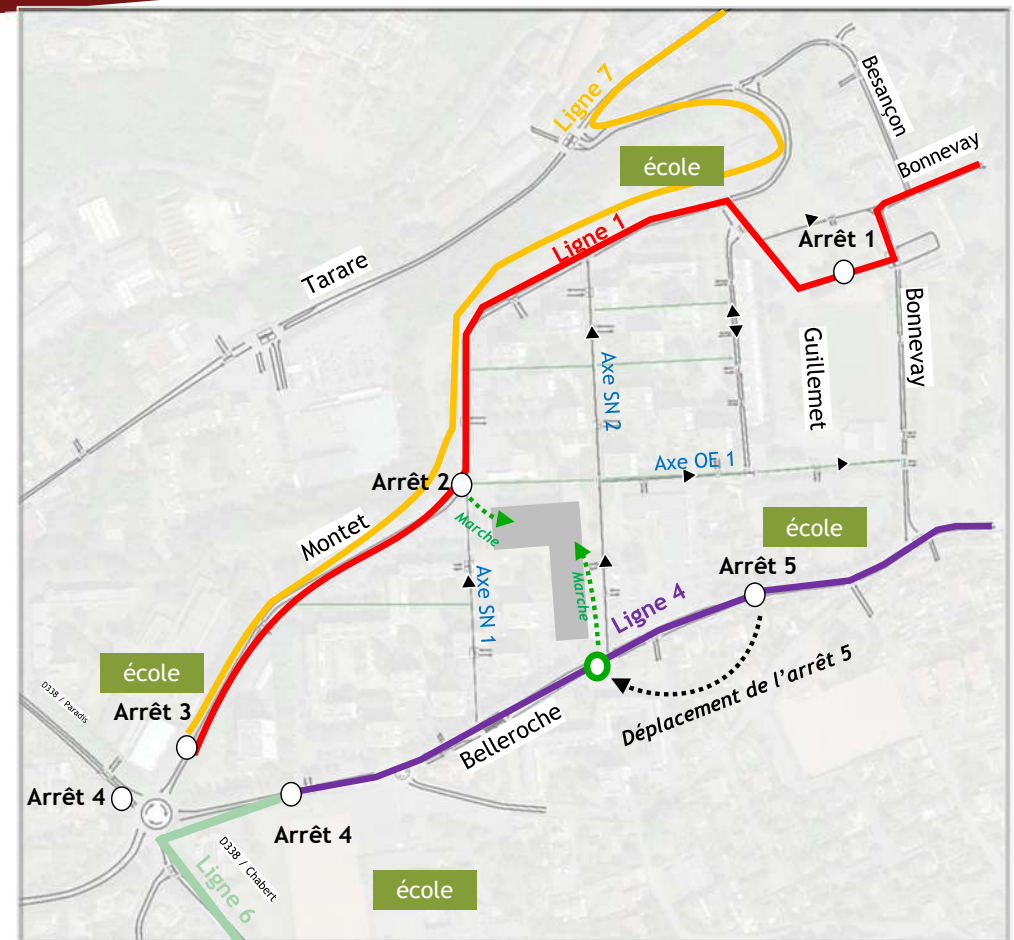 Ligne 7
Besançon
école
Bonnevay
Ligne 1
Arrêt 1
Tarare
Bonnevay
Guillemet
Axe SN 2
Axe OE 1
Arrêt 2
Marche
Montet
école
Arrêt 5
Marche
Axe SN 1
Ligne 4
école
D338 / Paradis
Arrêt 3
Déplacement de l'arrêt 5
Belleroche
Arrêt 4
Arrêt 4
D338 / Chabert
Ligne 6
école